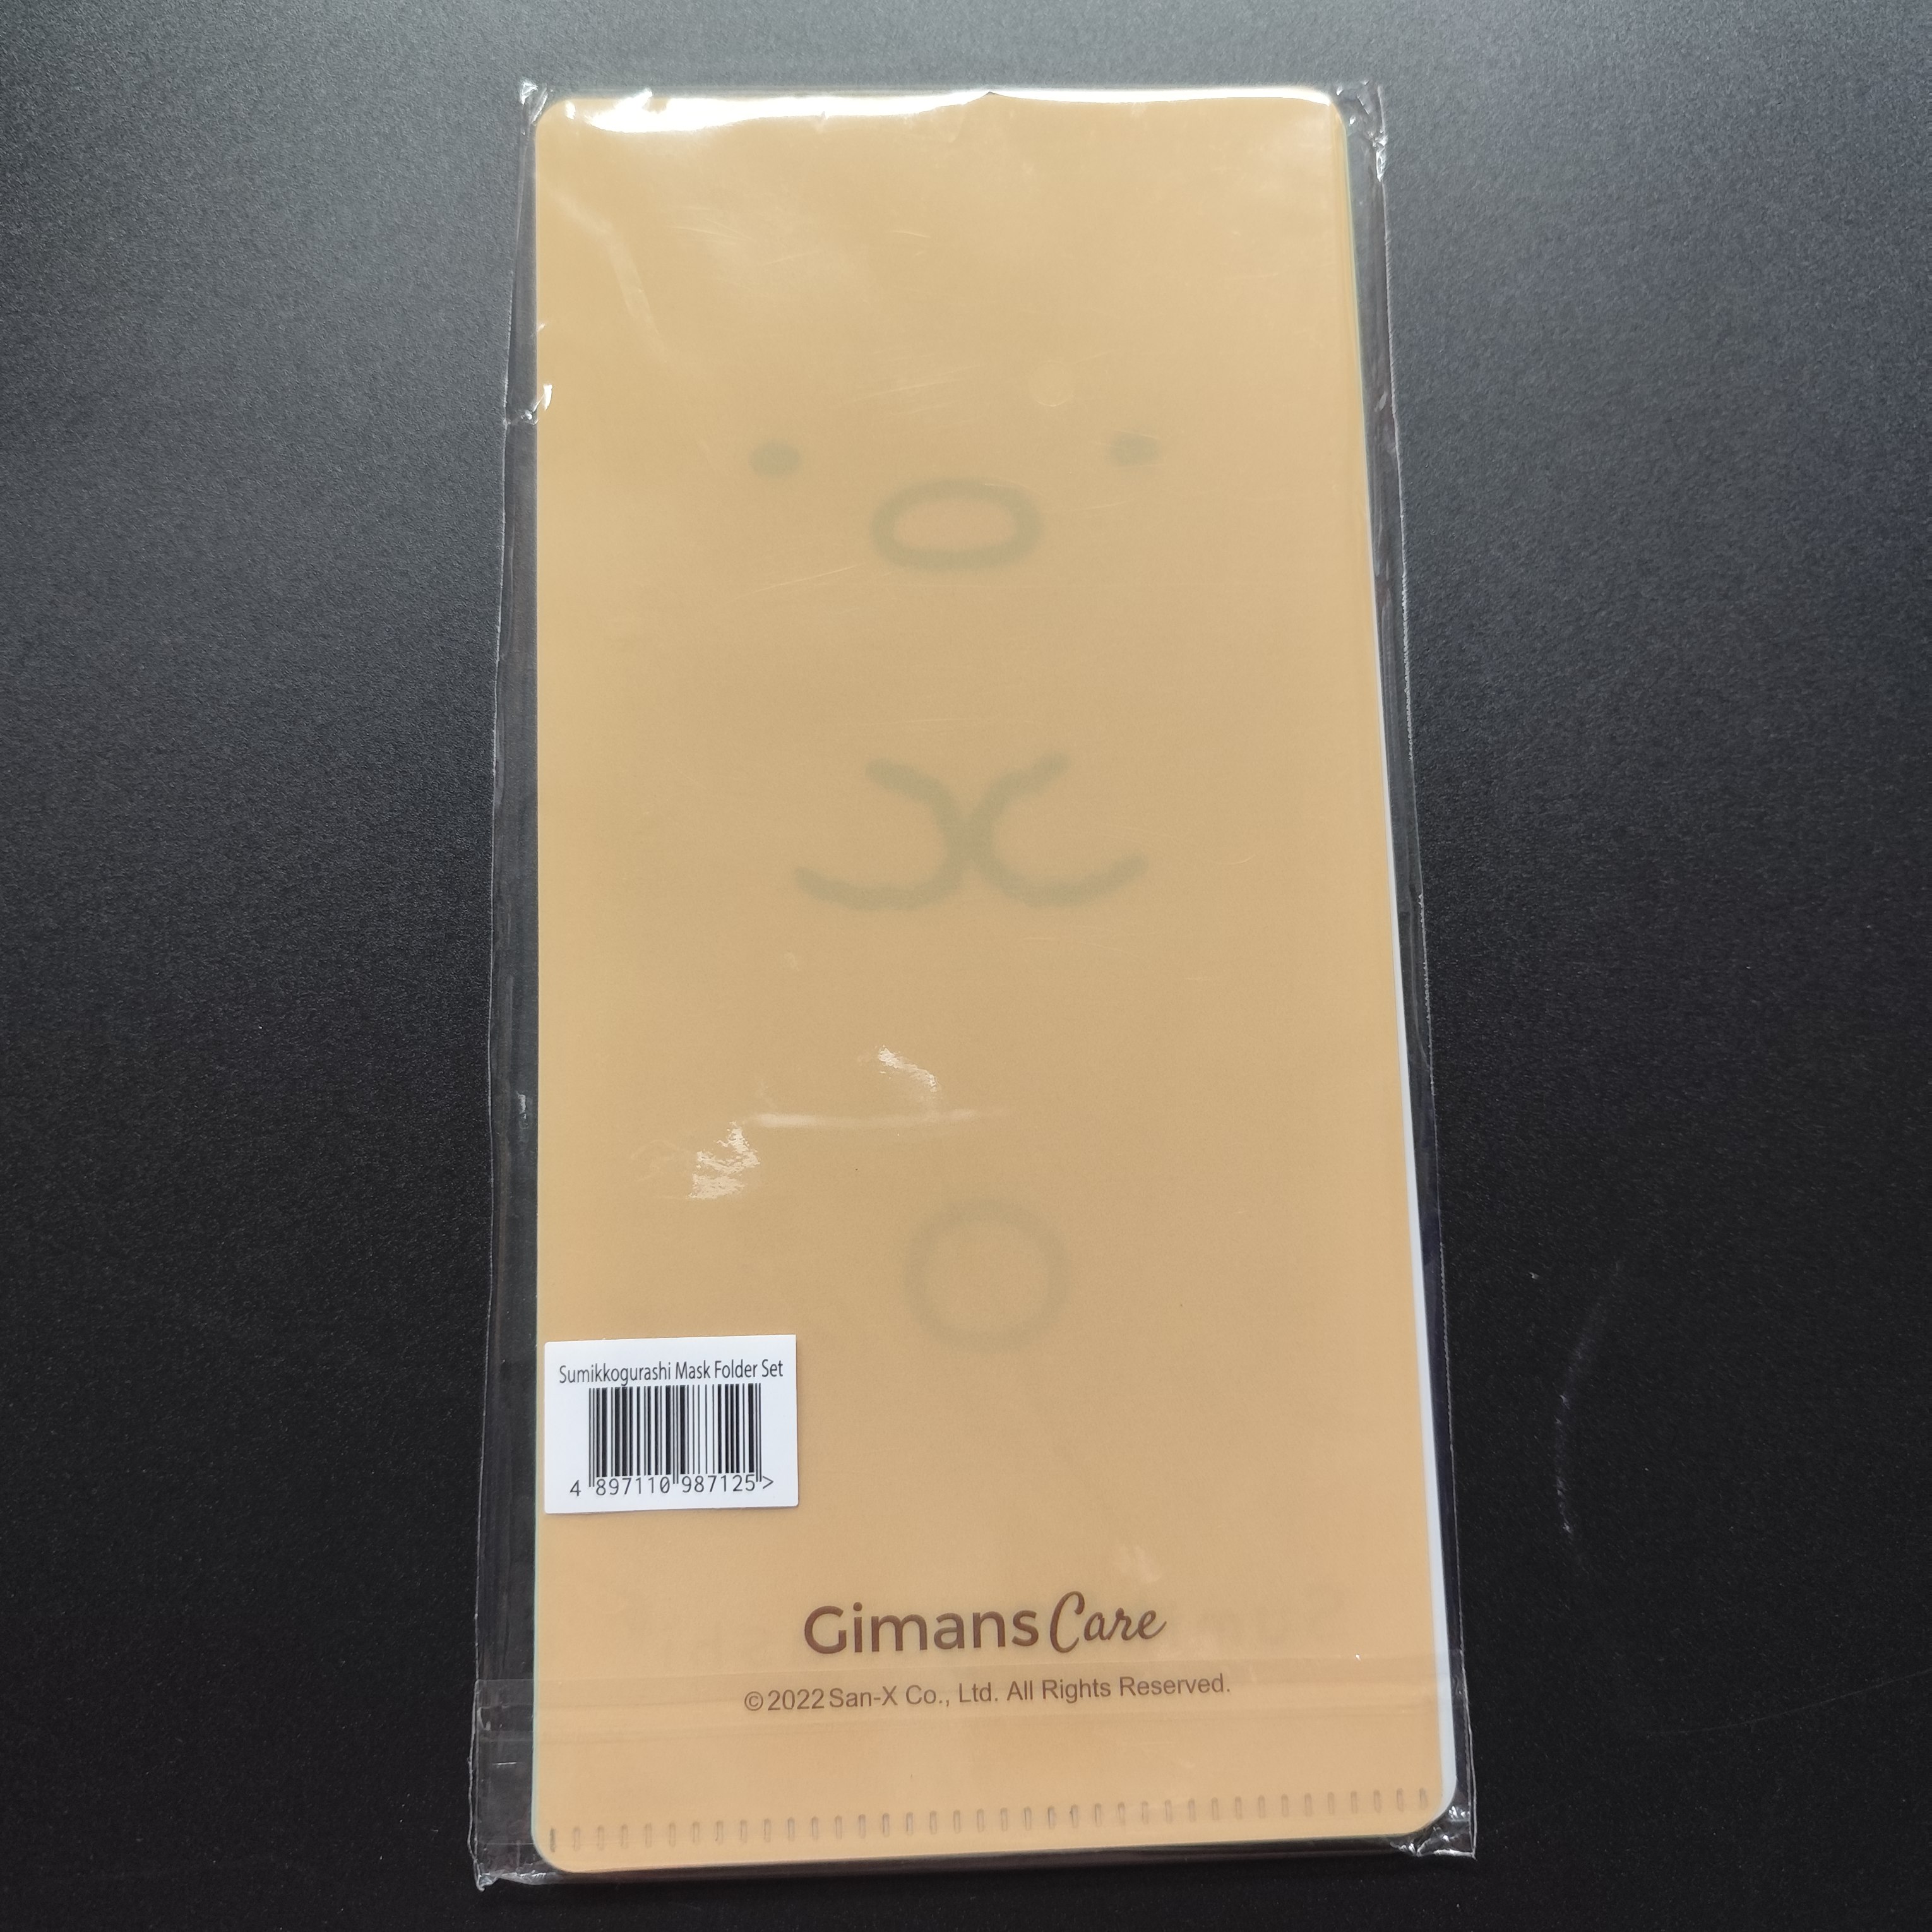 Sumikkogurashi Mask Folder Set
4 897110 987125 >
Gimans Care
©2022 San-X Co., Ltd. All Rights Reserved.